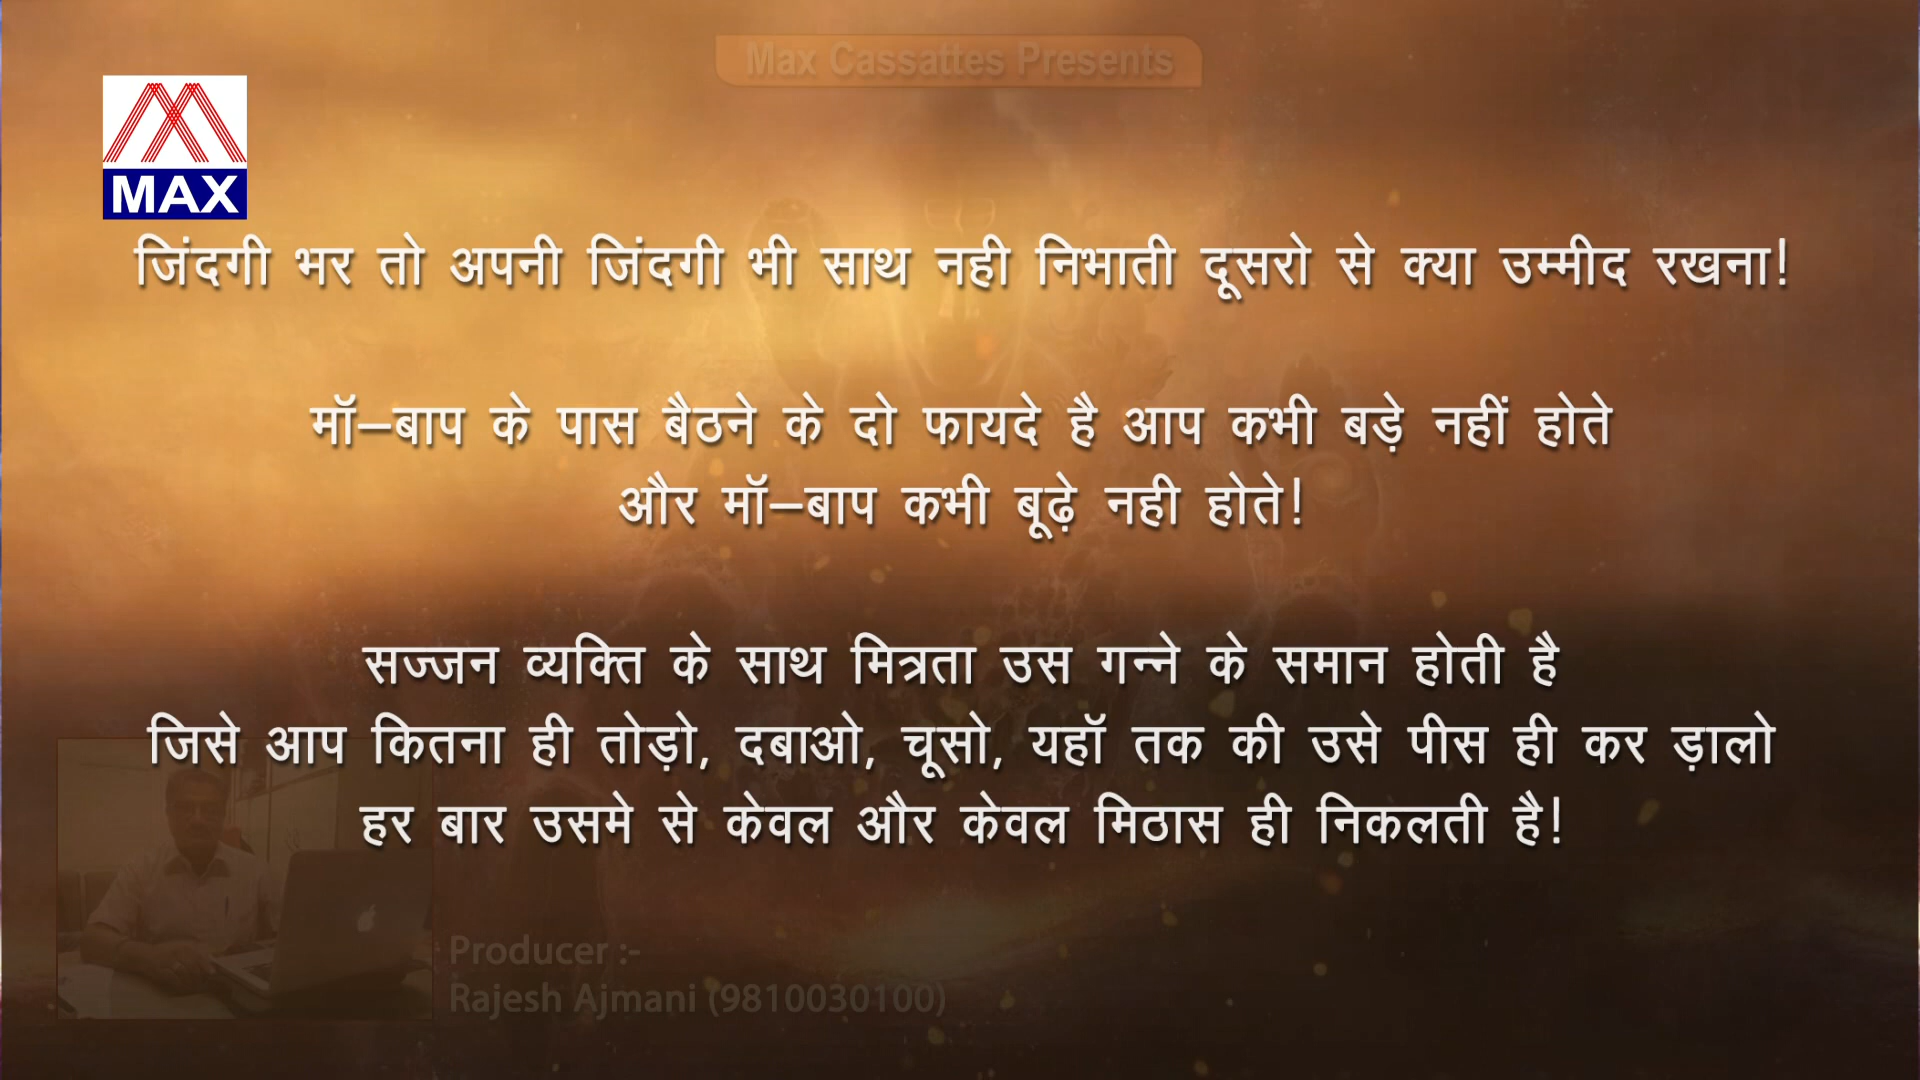 Max Cassattes Presents
MAX
जिंदगी भर तो अपनी जिंदगी भी साथ नही निभाती दूसरो से क्या उम्मीद रखना!
मॉ–बाप के पास बैठने के दो फायदे है आप कभी बड़े नहीं होते
और मॉ–बाप कभी बूढ़े नही होते!
सज्जन व्यक्ति के साथ मित्रता उस गन्ने के समान होती है
जिसे आप कितना ही तोड़ो, दबाओ, चूसो, यहॉ तक की उसे पीस ही कर ड़ालो
हर बार उसमे से केवल और केवल मिठास ही निकलती है!
Producer :-
Rajesh Ajmani (9810030100)